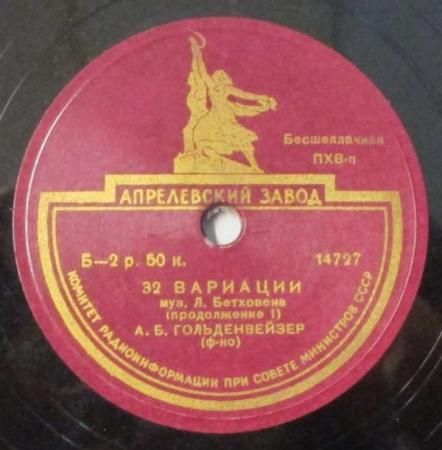 Бесшеллачная
ПХВ-п
АПРЕЛЕВСКИЙ ЗАВОД
Б—2 р. 50 к.
14727
32 ВАРИАЦИИ
муз. Л. Бетховена
(продолжение I)
А. Б. ГОЛЬДЕНВЕЙЗЕР
(ф-но)
КОМИТЕТ РАДИОИНФОРМАЦИИ ПРИ СОВЕТЕ МИНИСТРОВ СССР